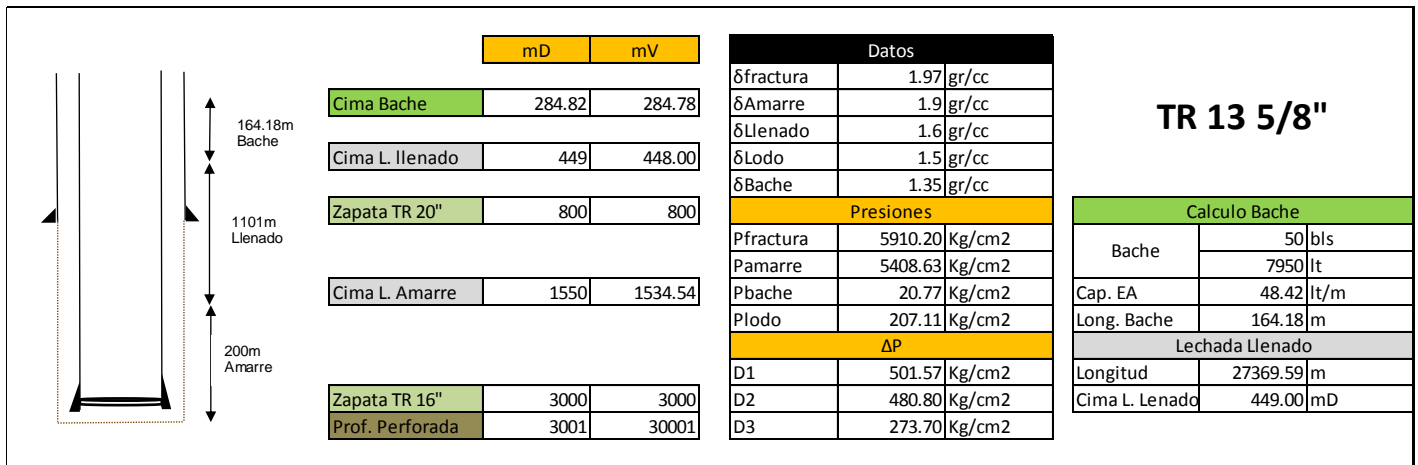 mD mV
Cima Bache 284.82 284.78
Cima L. llenado 449 448.00
Zapata TR 20" 800 800
Cima L. Amarre 1550 1534.54
Zapata TR 16" 3000 3000
Prof. Perforada 3001 30001
164.18m
Bache
1101m
Llenado
200m
Amarre
Datos
δfractura 1.97 gr/cc
δAmarre 1.9 gr/cc
δLlenado 1.6 gr/cc
δLodo 1.5 gr/cc
δBache 1.35 gr/cc
Presiones
Pfractura 5910.20 Kg/cm2
Pamarre 5408.63 Kg/cm2
Pbache 20.77 Kg/cm2
Plodo 207.11 Kg/cm2
ΔP
D1 501.57 Kg/cm2
D2 480.80 Kg/cm2
D3 273.70 Kg/cm2
TR 13 5/8"
Calculo Bache
Bache 50 bls
7950 lt
Cap. EA 48.42 lt/m
Long. Bache 164.18 m
Lechada Llenado
Longitud 27369.59 m
Cima L. Lenado 449.00 mD